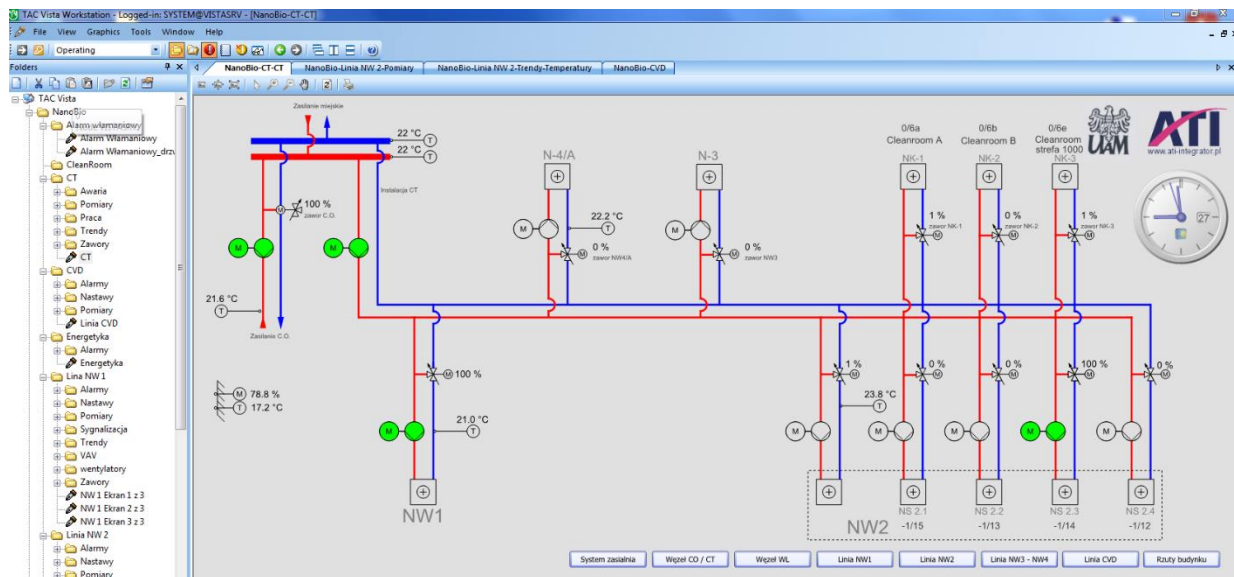 TAC Vista Workstation - Logged-in: SYSTEM@VISTASRV - [NanoBio-CT-CT]
File View Graphics Tools Window Help
Operating
Folders
NanoBio-CT-CT NanoBio-Linia NW 2-Pomiary NanoBio-Linia NW 2-Trendy-Temperatury NanoBio-CVD
TAC Vista
NanoBio
Alarm włamaniowy
Alarm Włamaniowy
Alarm Włamaniowy_drzw
CleanRoom
CT
Awaria
Pomiary
Praca
Trendy
Zawory
CT
CVD
Alarmy
Nastawy
Pomiary
Linia CVD
Energetyka
Alarmy
Energetyka
Lina NW 1
Alarmy
Nastawy
Pomiary
Sygnalizacja
Trendy
VAV
wentylatory
Zawory
NW 1 Ekran 1 z 3
NW 1 Ekran 2 z 3
NW 1 Ekran 3 z 3
Linia NW 2
Alarmy
Nastawy
Pomiary
Zasilanie miejskie
22 °C T
22 °C T
Instalacja CT
M 100 %
zawor C.O.
M M
21.6 °C
T
Zasilanie C.O.
M 78.8 %
T 17.2 °C
N-4/A
22.2 °C
T
M
0 %
M zawor NW4/A
N-3
M
0 %
M zawor NW3
0/6a
Cleanroom A
NK-1
0/6b
Cleanroom B
NK-2
0/6e
Cleanroom
strefa 1000
NK-3
UAM
ATI
www.ati-integrator.pl
27
1 %
zawor NK-1
M
0 %
zawor NK-2
M
1 %
zawor NK-3
M
M 100 %
M
21.0 °C
T
NW1
1 %
M
0 %
M
0 %
M
100 %
M
0 %
M
23.8 °C
T
M M M M M
NW2
NS 2.1
-1/15
NS 2.2
-1/13
NS 2.3
-1/14
NS 2.4
-1/12
System zasialnia Węzeł CO / CT Węzeł WL Linia NW1 Linia NW2 Linia NW3 - NW4 Linia CVD Rzuty budynku